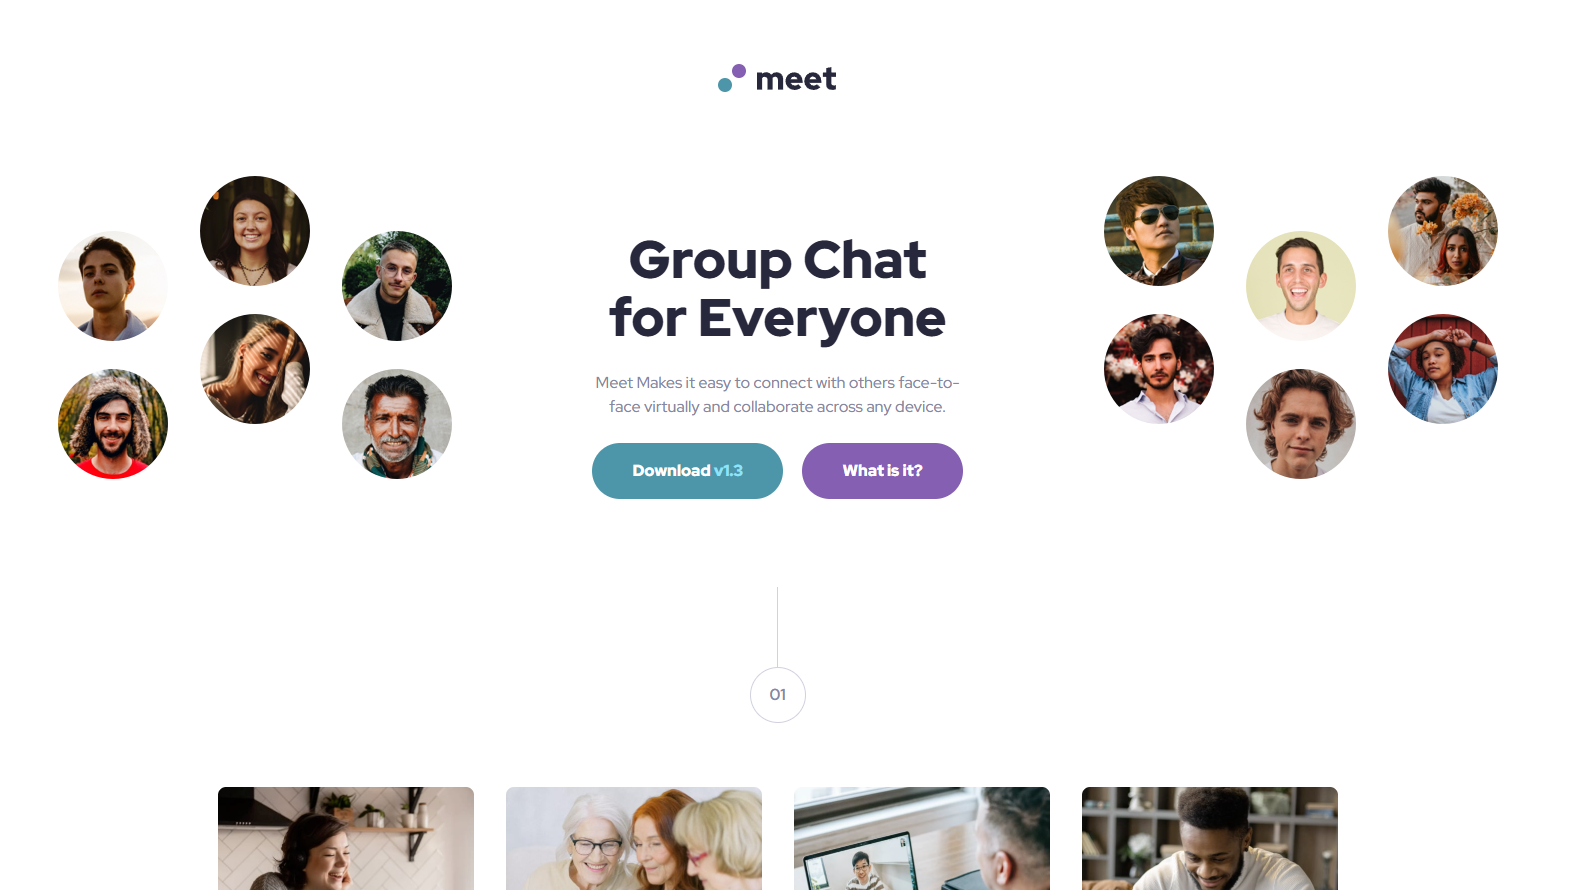 meet
Group Chat
for Everyone
Meet Makes it easy to connect with others face-to-
face virtually and collaborate across any device.
Download v1.3
What is it?
01